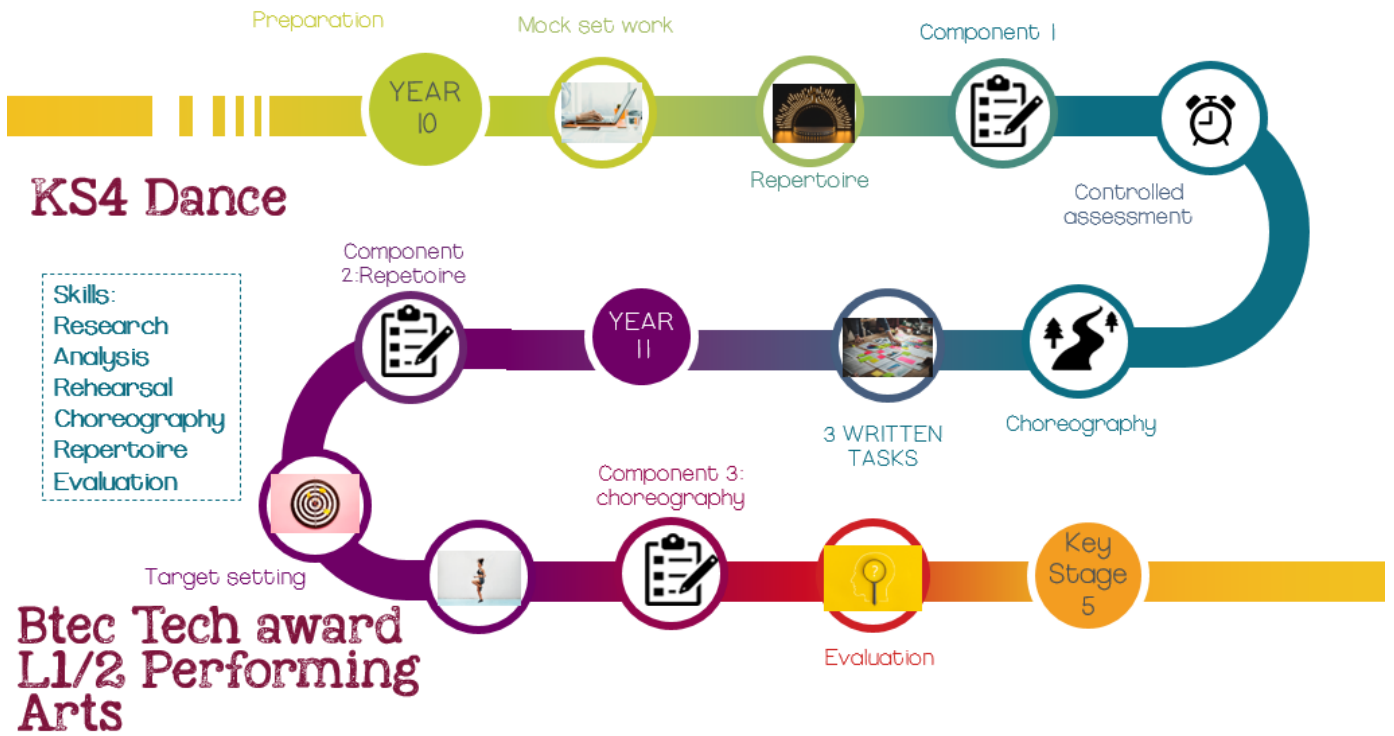 Preparation
Mock set work
Component 1
YEAR
10
Repertoire
Controlled
assessment
KS4 Dance
Component
2:Repetoire
YEAR
11
Skills:
Research
Analysis
Rehearsal
Choreography
Repertoire
Evaluation
3 WRITTEN
TASKS
Choreography
Component 3:
choreography
Target setting
Key
Stage
5
Evaluation
Btec Tech award
L1/2 Performing
Arts